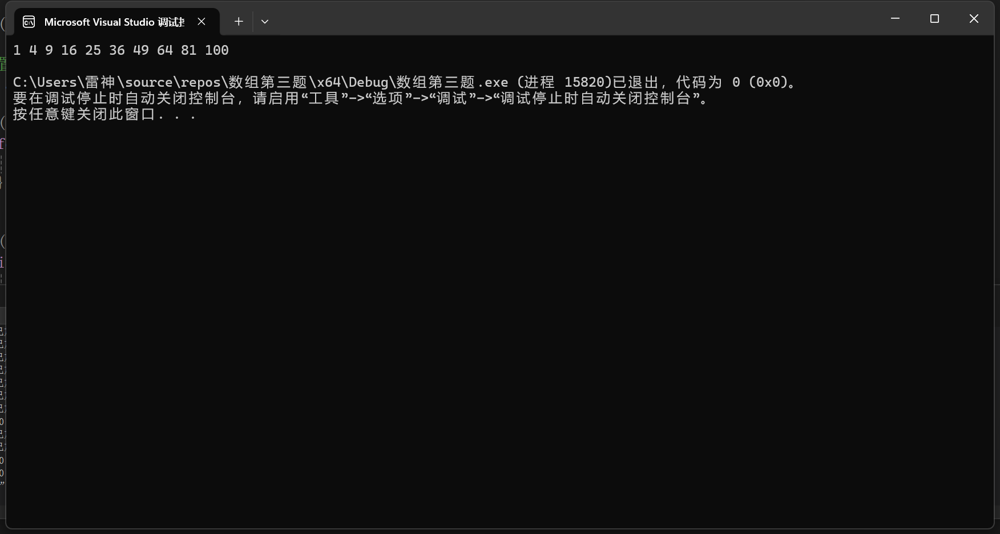 Microsoft Visual Studio 调试
1 4 9 16 25 36 49 64 81 100
C:\Users\雷神\source\repos\数组第三题\x64\Debug\数组第三题.exe (进程 15820)已退出，代码为 0 (0x0)。
要在调试停止时自动关闭控制台，请启用“工具”->“选项”->“调试”->“调试停止时自动关闭控制台”。
按任意键关闭此窗口. . .